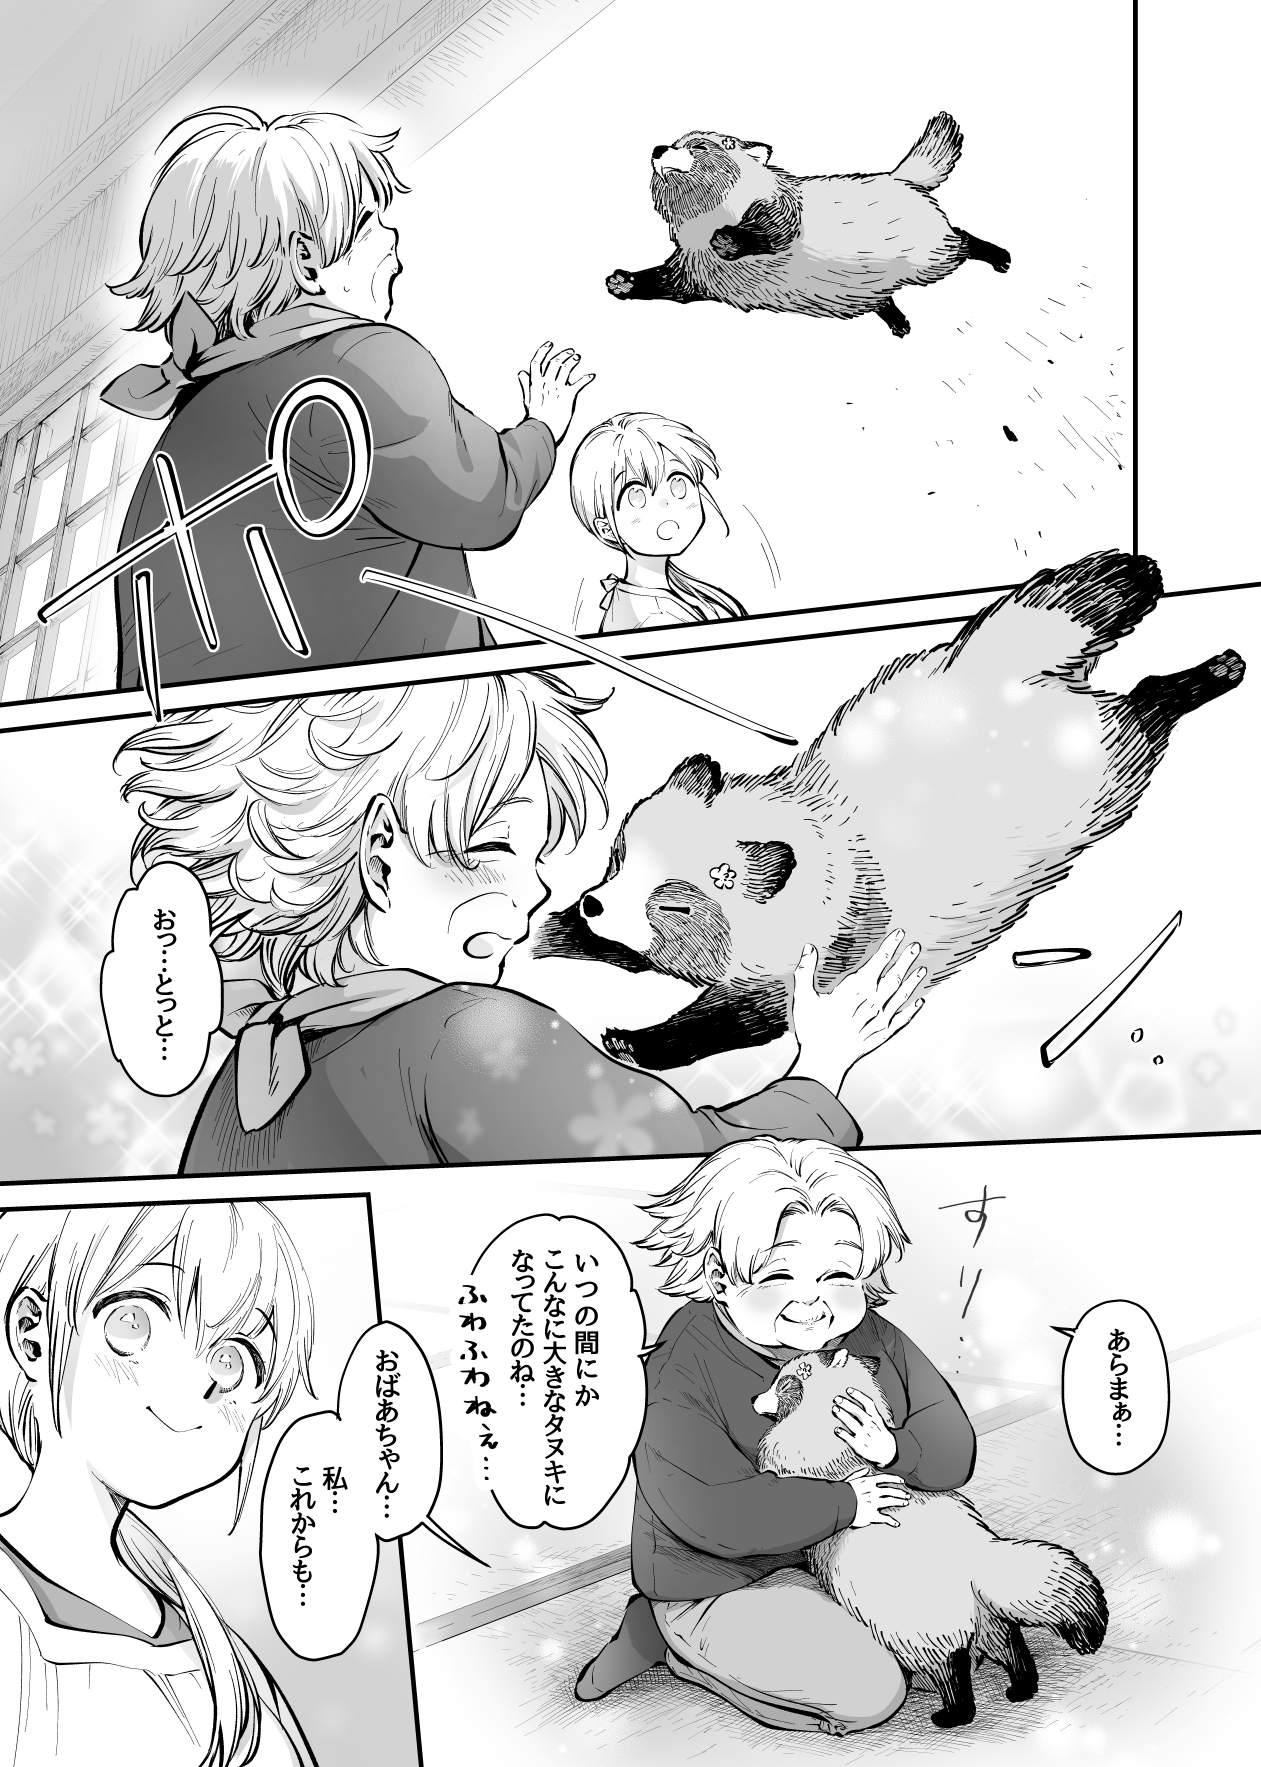 ポーーン…
おっ…とっと…
あらまぁ…
すり…
いつの間にか
こんなに大きなタヌキに
なってたのね…
ふわふわねぇ…
おばあちゃん…
私…
これからも…